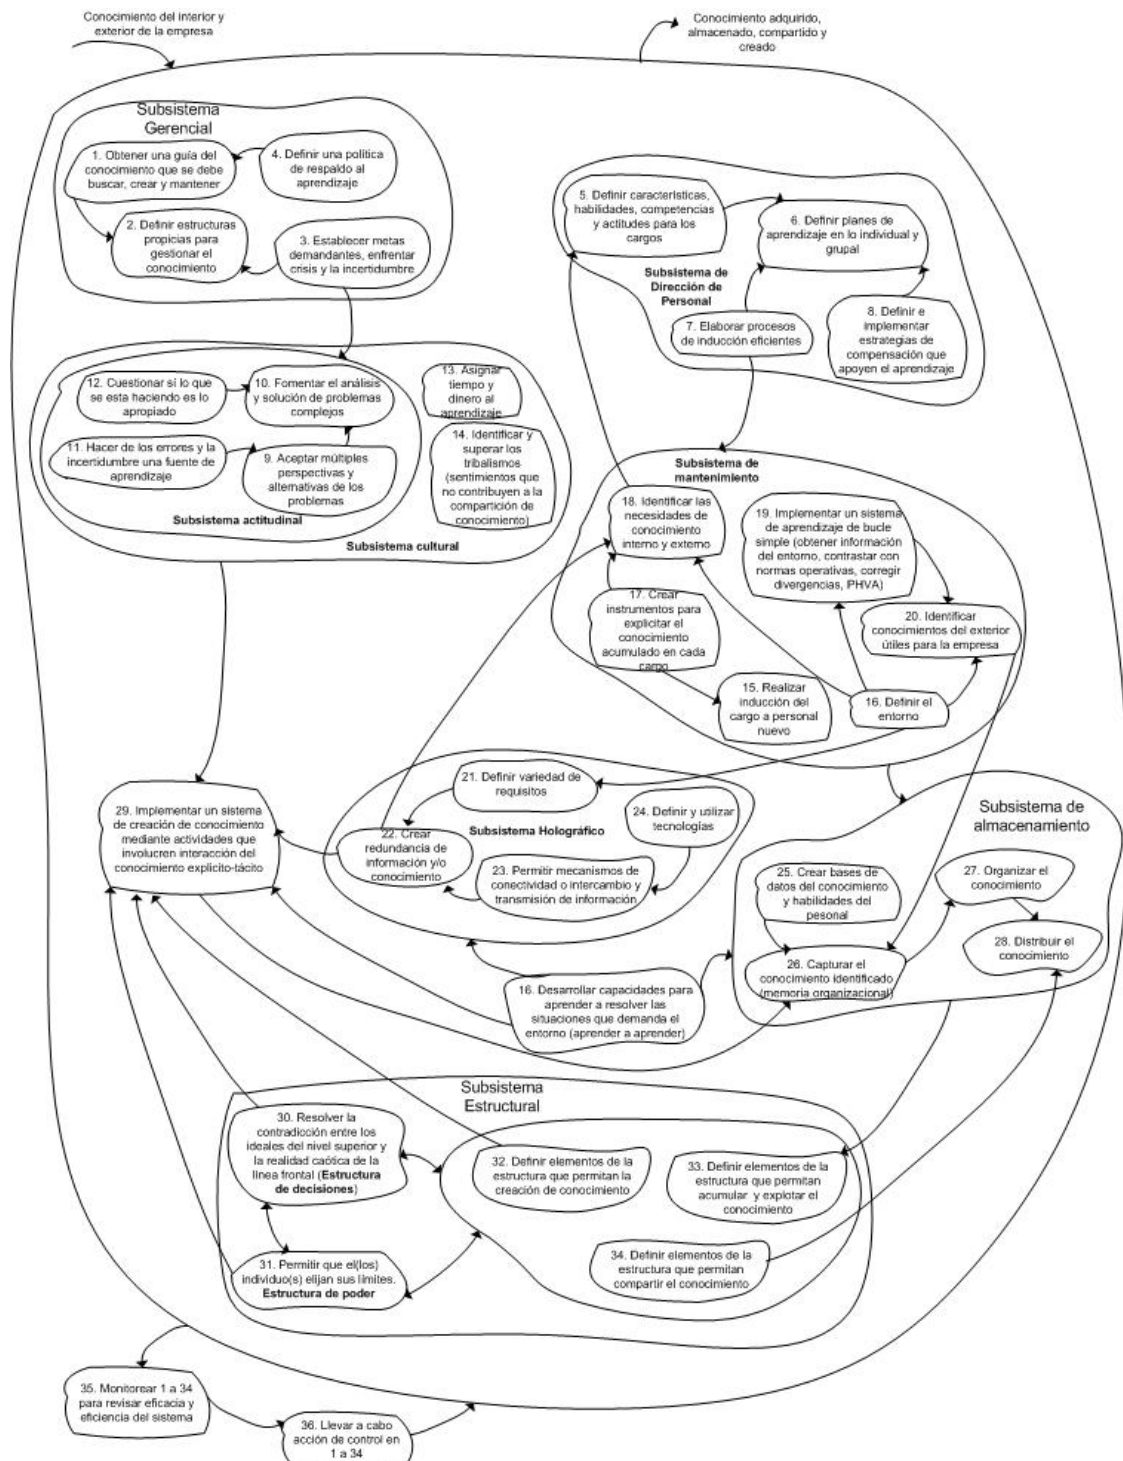 Conocimiento del interior y
exterior de la empresa
Conocimiento adquirido,
almacenado, compartido y
creado
Subsistema
Gerencial
1. Obtener una guía del
conocimiento que se debe
buscar, crear y mantener
4. Definir una política
de respaldo al
aprendizaje
2. Definir estructuras
propicias para
gestionar el
conocimiento
3. Establecer metas
demandantes, enfrentar
crisis y la incertidumbre
5. Definir características,
habilidades, competencias
y actitudes para los
cargos
6. Definir planes de
aprendizaje en lo individual y
grupal
Subsistema de
Dirección de
Personal
7. Elaborar procesos
de inducción eficientes
8. Definir e
implementar
estrategias de
compensación que
apoyen el aprendizaje
12. Cuestionar si lo que
se esta haciendo es lo
apropiado
10. Fomentar el análisis
y solución de problemas
complejos
13. Asignar
tiempo y
dinero al
aprendizaje
11. Hacer de los errores y la
incertidumbre una fuente de
aprendizaje
9. Aceptar múltiples
perspectivas y
alternativas de los
problemas
14. Identificar y
superar los
tribalismos
(sentimientos que
no contribuyen a la
compartición de
conocimiento)
Subsistema actitudinal
Subsistema cultural
Subsistema de
mantenimiento
18. Identificar las
necesidades de
conocimiento
interno y externo
19. Implementar un sistema
de aprendizaje de bucle
simple (obtener información
del entorno, contrastar con
normas operativas, corregir
divergencias, PHVA)
17. Crear
instrumentos para
explicitar el
conocimiento
acumulado en cada
cargo
20. Identificar
conocimientos del exterior
útiles para la empresa
15. Realizar
inducción del
cargo a personal
nuevo
16. Definir el
entorno
21. Definir variedad de
requisitos
24. Definir y utilizar
tecnologías
Subsistema Holográfico
22. Crear
redundancia de
información y/o
conocimiento
23. Permitir mecanismos de
conectividad o intercambio y
transmisión de información
29. Implementar un sistema
de creación de conocimiento
mediante actividades que
involucren interacción del
conocimiento explicito-tácito
Subsistema de
almacenamiento
25. Crear bases de
datos del conocimiento
y habilidades del
pesonal
27. Organizar el
conocimiento
28. Distribuir el
conocimiento
26. Capturar el
conocimiento identificado
(memoria organizacional)
16. Desarrollar capacidades para
aprender a resolver las
situaciones que demanda el
entorno (aprender a aprender)
Subsistema
Estructural
30. Resolver la
contradicción entre los
ideales del nivel superior y
la realidad caótica de la
línea frontal (Estructura
de decisiones)
32. Definir elementos de la
estructura que permitan la
creación de conocimiento
33. Definir elementos de la
estructura que permitan
acumular y explotar el
conocimiento
31. Permitir que el(los)
individuo(s) elijan sus límites.
Estructura de poder
34. Definir elementos de la
estructura que permitan
compartir el conocimiento
35. Monitorear 1 a 34
para revisar eficacia y
eficiencia del sistema
36. Llevar a cabo
acción de control en
1 a 34